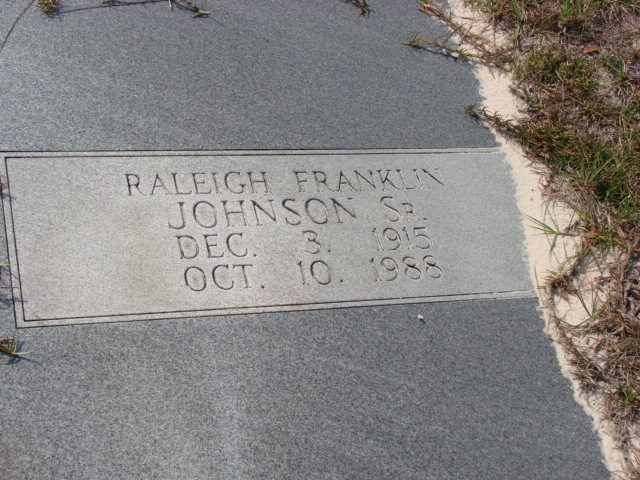 RALEIGH FRANKLIN
JOHNSON SR.
DEC. 3. 1915
OCT. 10. 1988